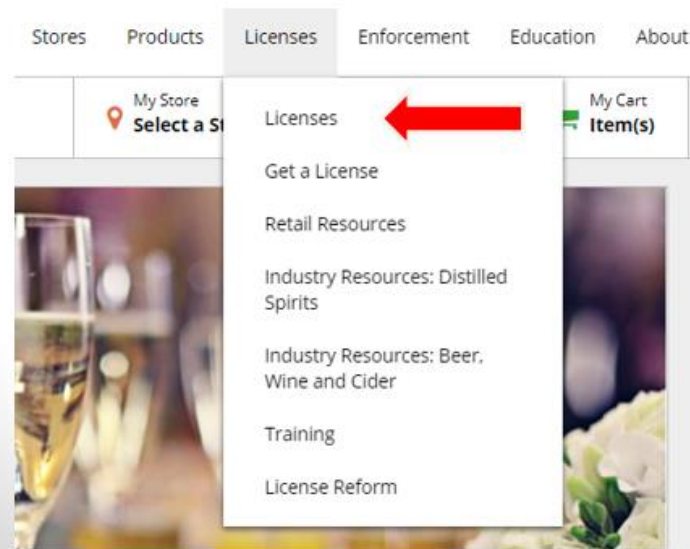 Stores Products Licenses Enforcement Education About
My Store
Select a St
My Cart
Item(s)
Licenses
Get a License
Retail Resources
Industry Resources: Distilled
Spirits
Industry Resources: Beer,
Wine and Cider
Training
License Reform